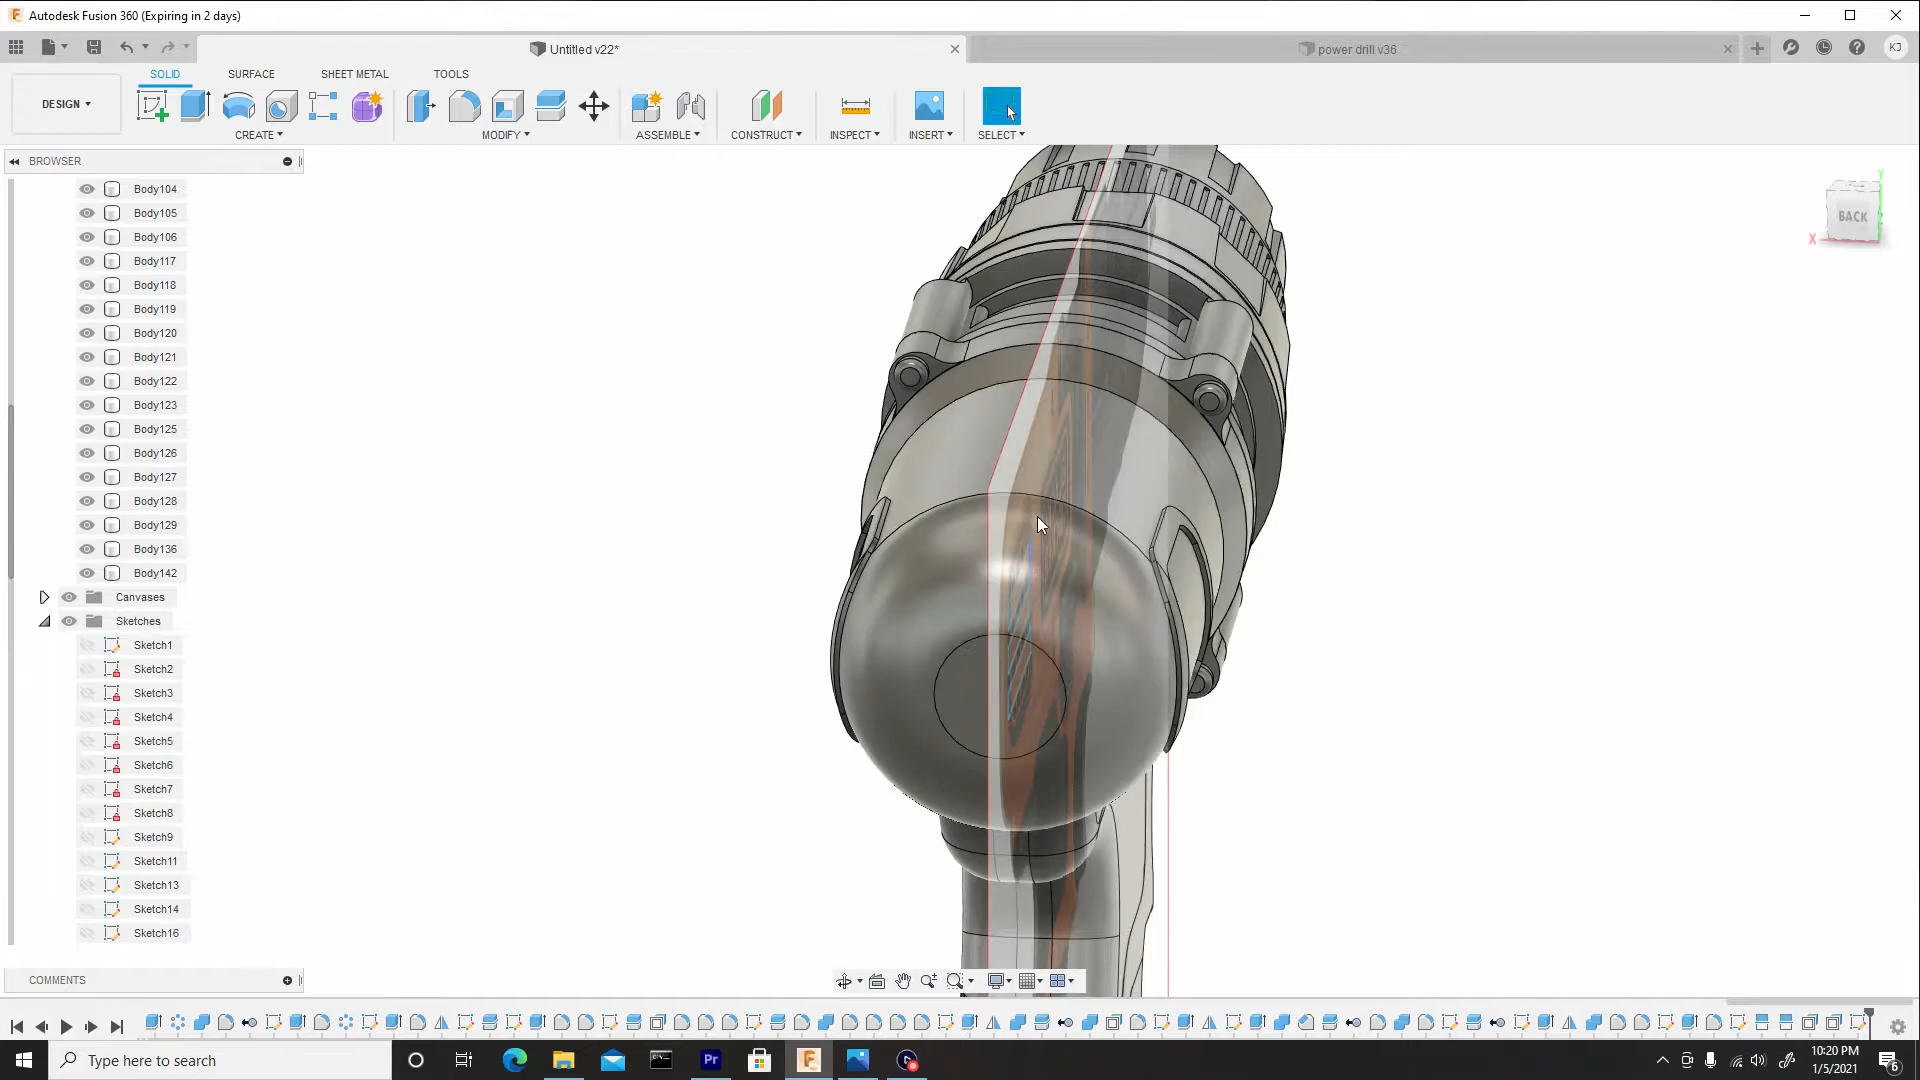 Autodesk Fusion 360 (Expiring in 2 days)
Untitled v22*
power drill v36
KJ
SOLID
SURFACE
SHEET METAL
TOOLS
DESIGN
CREATE
MODIFY
ASSEMBLE
CONSTRUCT
INSPECT
INSERT
SELECT
BROWSER
Body104
Body105
Body106
Body117
Body118
Body119
Body120
Body121
Body122
Body123
Body125
Body126
Body127
Body128
Body129
Body136
Body142
Canvases
Sketches
Sketch1
Sketch2
Sketch3
Sketch4
Sketch5
Sketch6
Sketch7
Sketch8
Sketch9
Sketch11
Sketch13
Sketch14
Sketch16
Y
BACK
X
COMMENTS
Type here to search
Pr
10:20 PM
1/5/2021
6